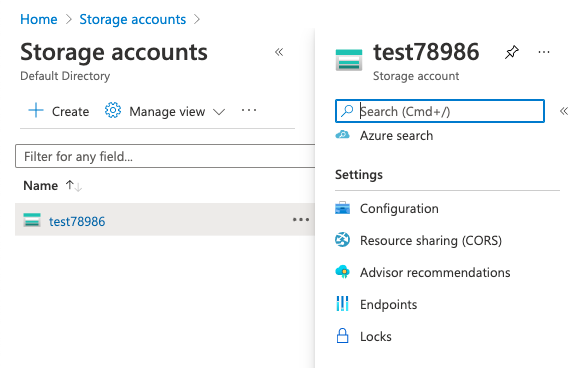 Home > Storage accounts >
Storage accounts «
Default Directory
+ Create Manage view ...
Filter for any field...
Name ↑↓
test78986 ...
test78986 ...
Storage account
Search (Cmd+/) «
Azure search
Settings
Configuration
Resource sharing (CORS)
Advisor recommendations
Endpoints
Locks